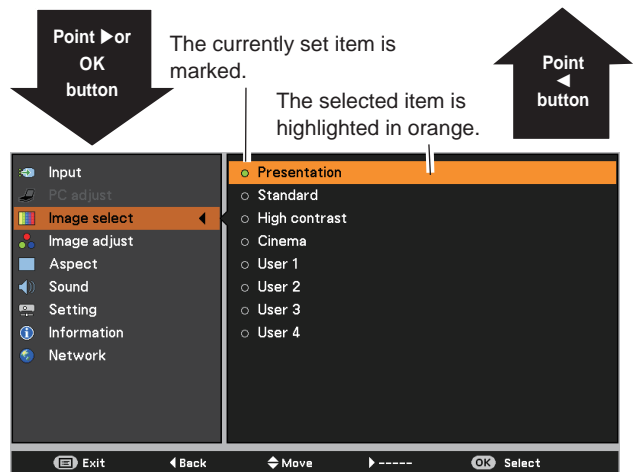 Point ▶or
OK
button
The currently set item is
marked.
The selected item is
highlighted in orange.
Point
◀
button
Input
PC adjust
Image select ◀
Image adjust
Aspect
Sound
Setting
Information
Network
Presentation
Standard
High contrast
Cinema
User 1
User 2
User 3
User 4
Exit ◀Back Move ▶----- OK Select